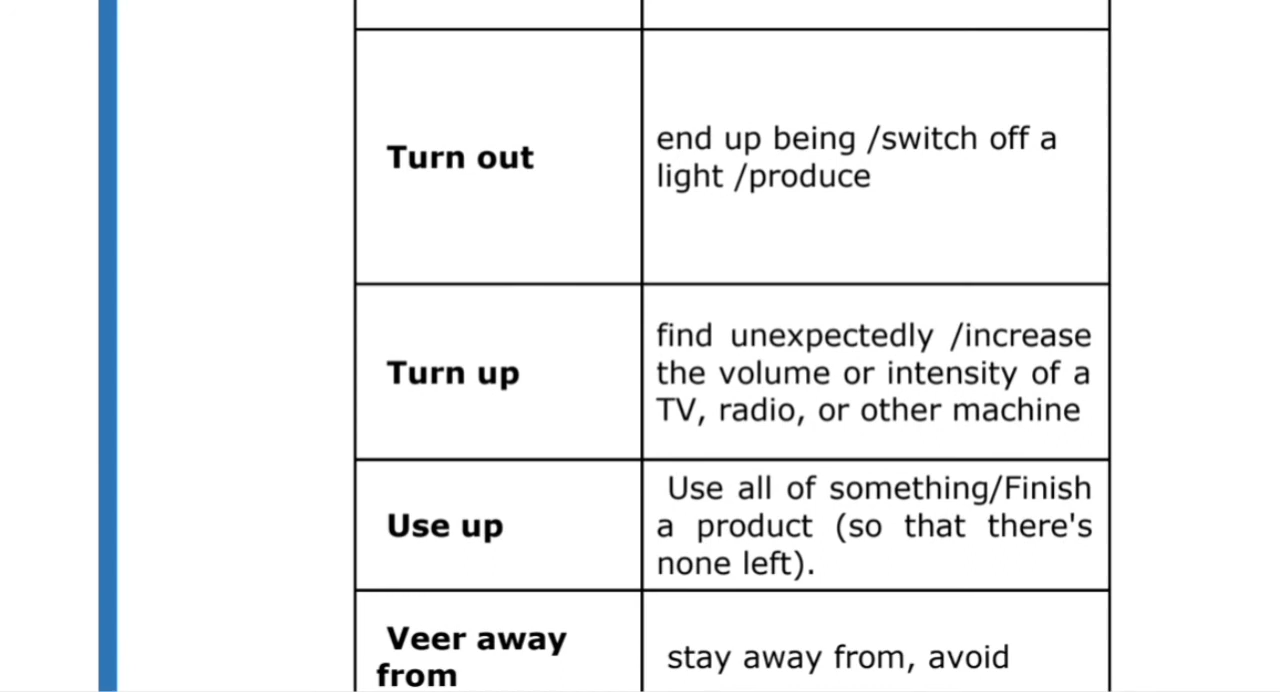 Turn out
end up being /switch off a
light /produce
Turn up
find unexpectedly /increase
the volume or intensity of a
TV, radio, or other machine
Use up
Use all of something/Finish
a product (so that there's
none left).
Veer away
from
stay away from, avoid